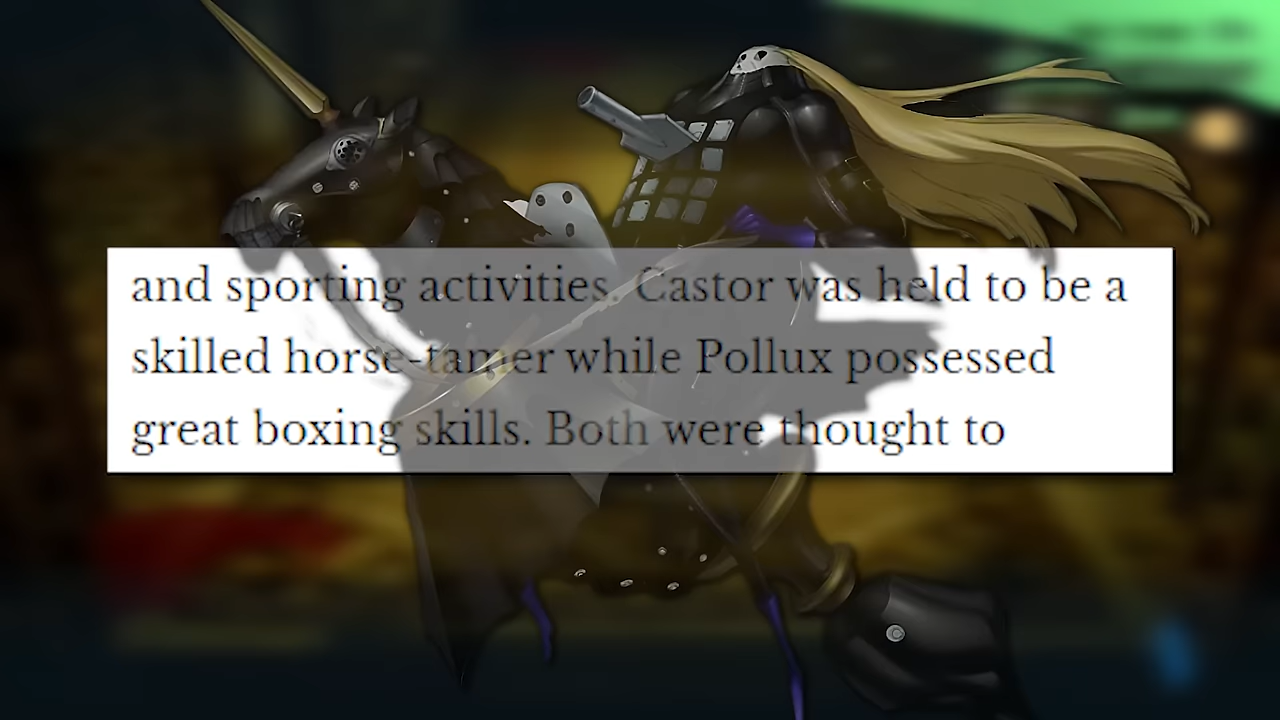 and sporting activities. Castor was held to be a
skilled horse-tamer while Pollux possessed
great boxing skills. Both were thought to